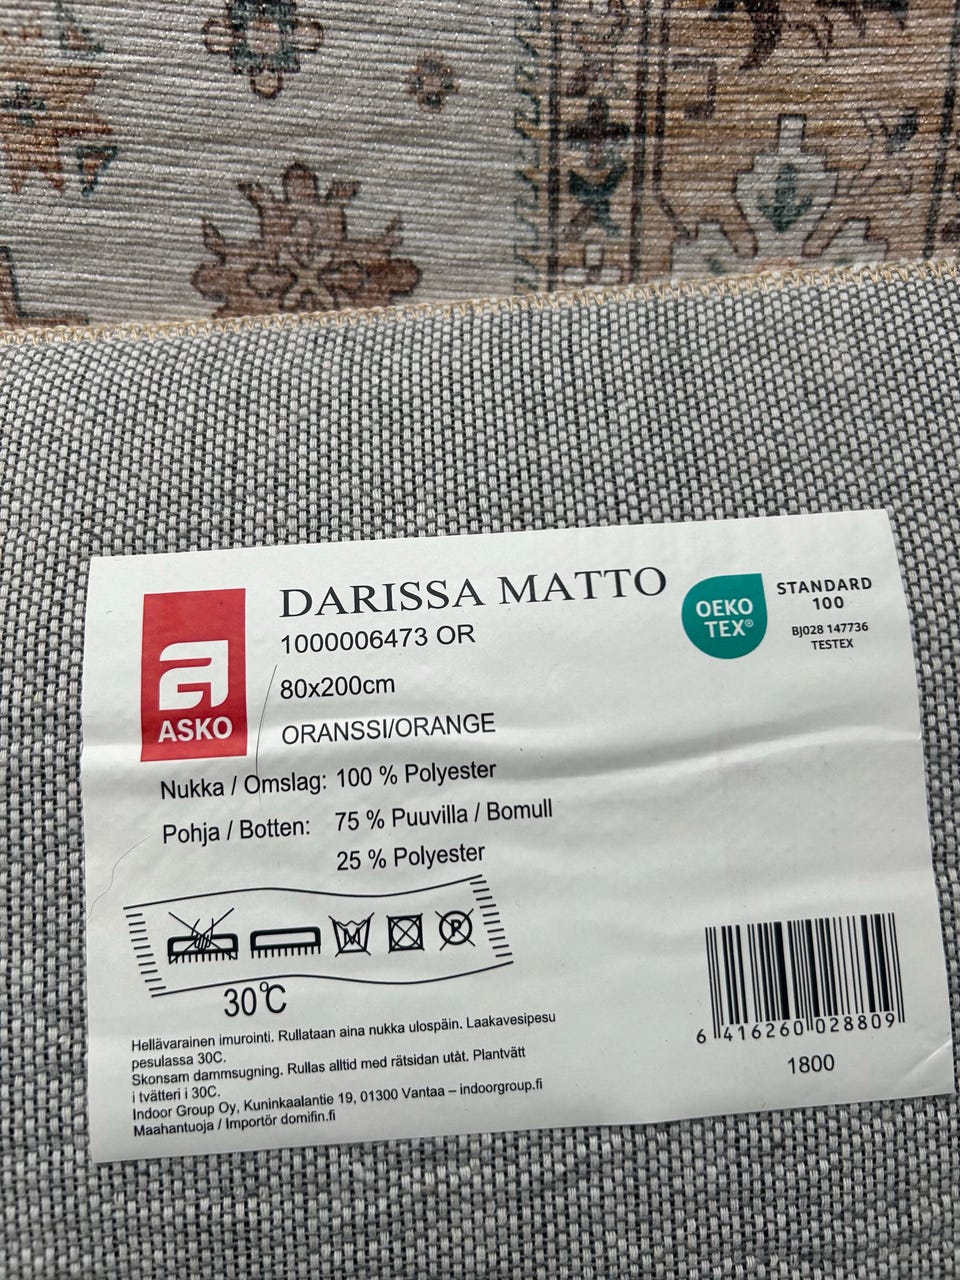 DARISSA MATTO
1000006473 OR
80x200cm
ORANSSI/ORANGE
ASKO
OEKO
TEX®
STANDARD
100
BJ028 147736
TESTEX
Nukka / Omslag: 100 % Polyester
Pohja / Botten: 75 % Puuvilla / Bomull
25 % Polyester
P
30℃
Hellävarainen imurointi. Rullataan aina nukka ulospäin. Laakavesipesu
pesulassa 30C.
Skonsam dammsugning. Rullas alltid med rätsidan utåt. Plantvätt
i tvätteri i 30C.
Indoor Group Oy, Kuninkaalantie 19, 01300 Vantaa – indoorgroup.fi
Maahantuoja / Importör domifin.fi
6 416260 028809
1800